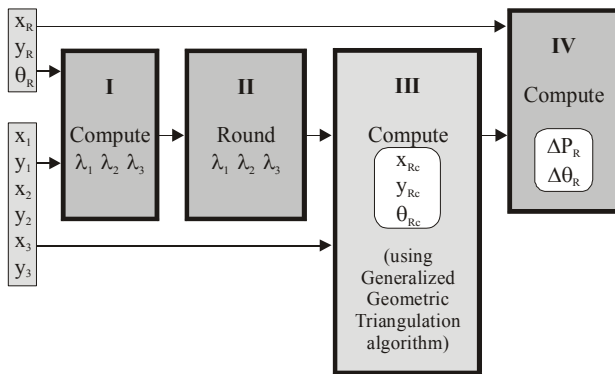 x_R
y_R
θ_R
x_1
y_1
x_2
y_2
x_3
y_3
I
Compute
λ_1 λ_2 λ_3
II
Round
λ_1 λ_2 λ_3
III
Compute
x_Rc
y_Rc
θ_Rc
(using
Generalized
Geometric
Triangulation
algorithm)
IV
Compute
ΔP_R
Δθ_R